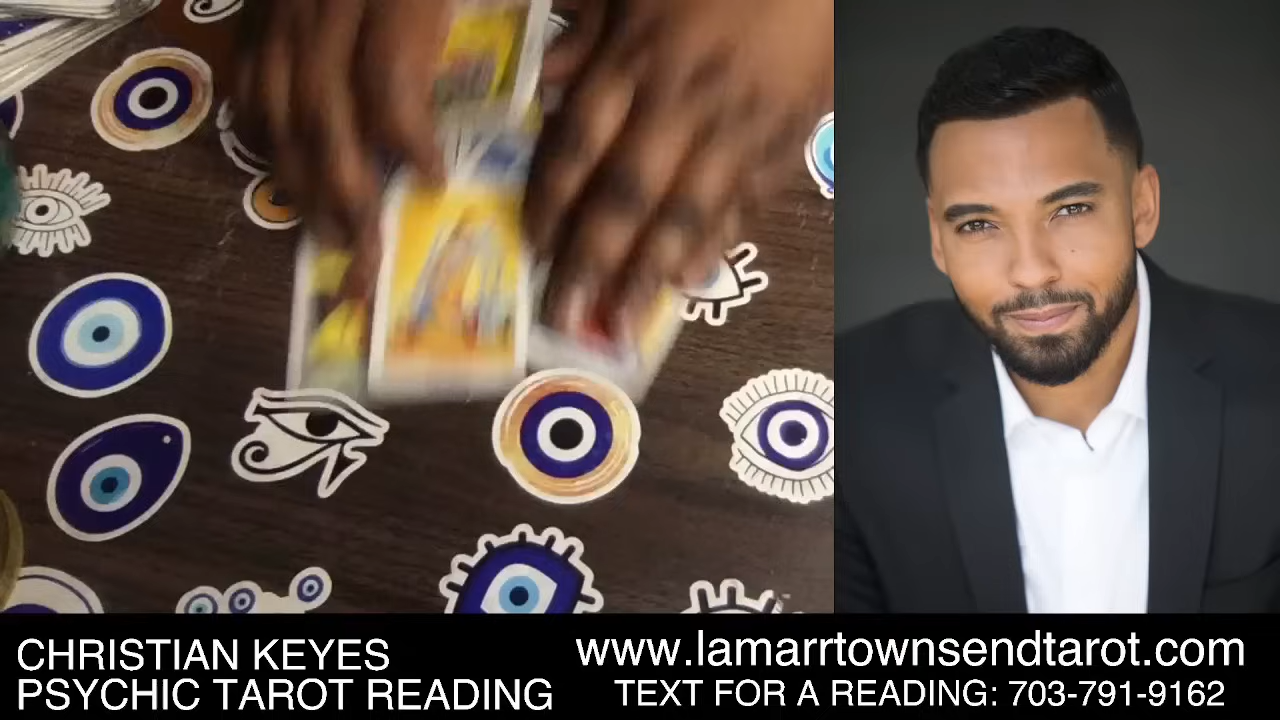 CHRISTIAN KEYES
PSYCHIC TAROT READING
www.lamarrtownsendtarot.com
TEXT FOR A READING: 703-791-9162